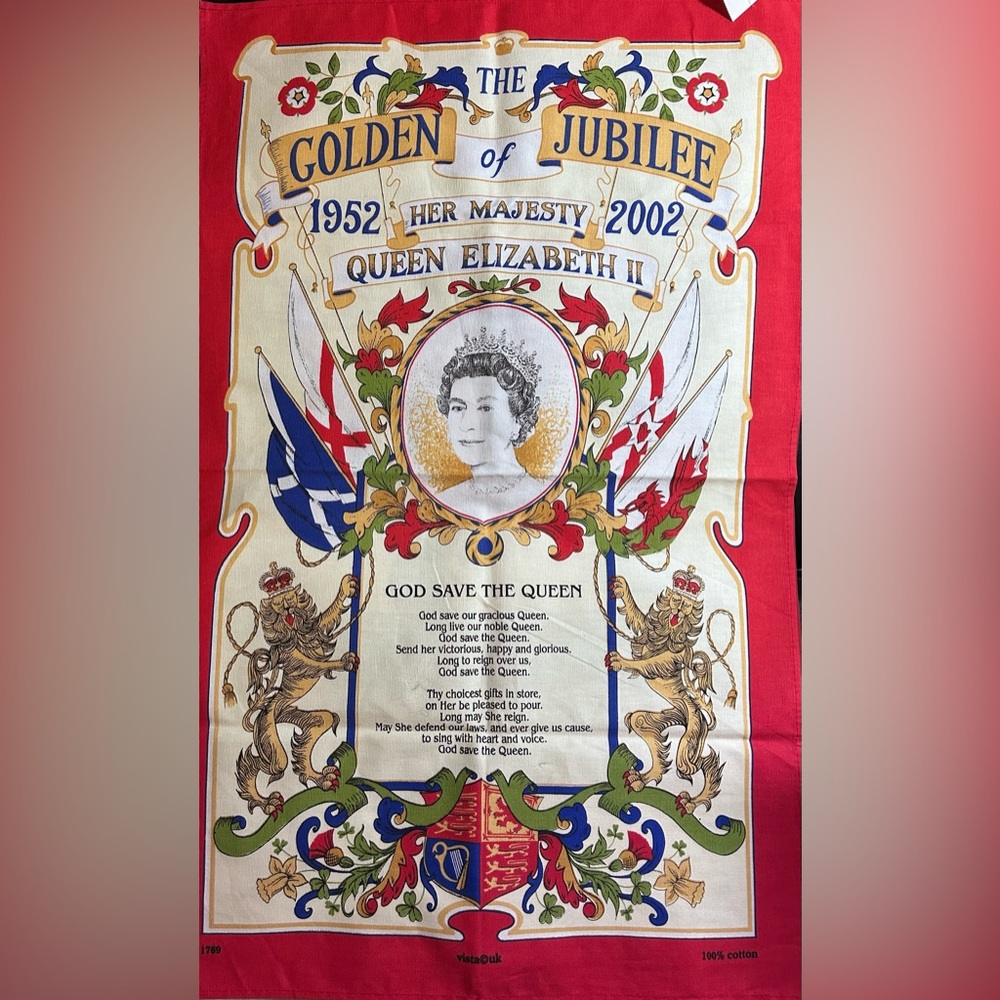 THE
GOLDEN of JUBILEE
1952 HER MAJESTY 2002
QUEEN ELIZABETH II
GOD SAVE THE QUEEN
God save our gracious Queen.
Long live our noble Queen.
God save the Queen.
Send her victorious, happy and glorious.
Long to reign over us,
God save the Queen.
Thy choicest gifts in store,
on Her be pleased to pour.
Long may She reign.
May She defend our laws, and ever give us cause,
to sing with heart and voice.
God save the Queen.
1769
vista©uk
100% cotton